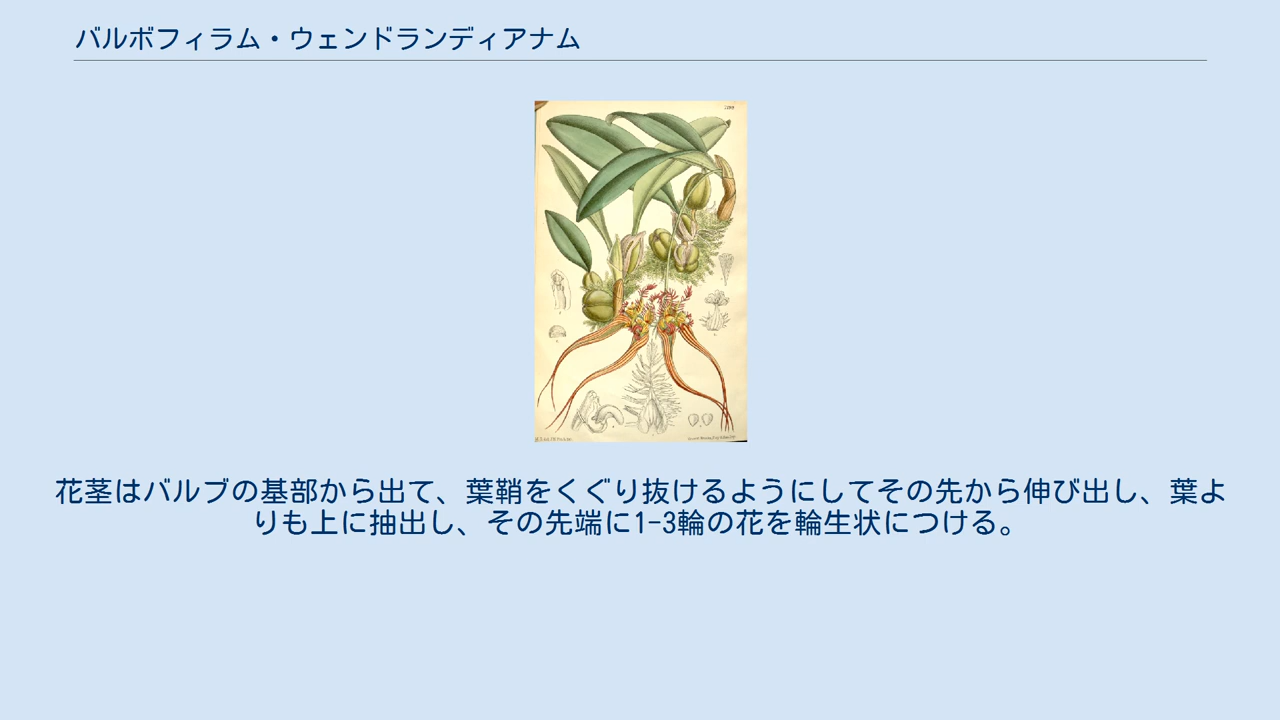 バルボフィラム・ウェンドランディアナム
花茎はバルブの基部から出て、葉鞘をくぐり抜けるようにしてその先から伸び出し、葉よ
りも上に抽出し、その先端に1-3輪の花を輪生状につける。